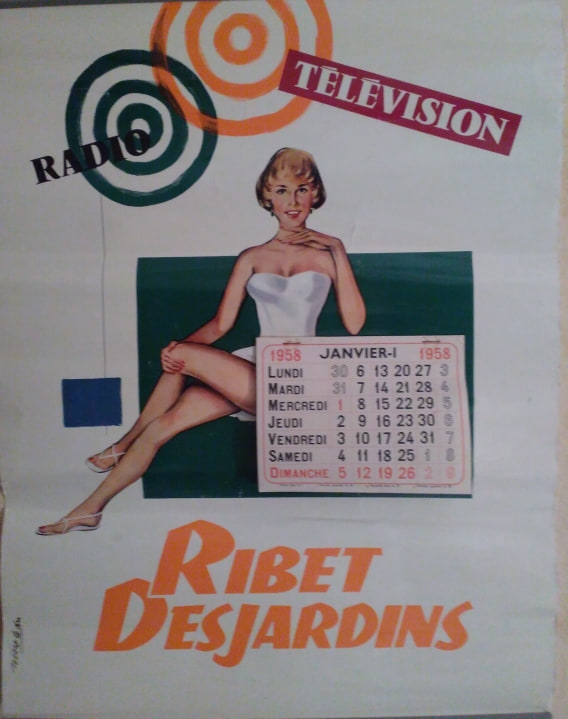 TÉLÉVISION
RADIO
1958 JANVIER-I 1958
LUNDI 30 6 13 20 27 3
MARDI 31 7 14 21 28 4
MERCREDI 1 8 15 22 29 5
JEUDI 2 9 16 23 30 6
VENDREDI 3 10 17 24 31 7
SAMEDI 4 11 18 25 1 8
DIMANCHE 5 12 19 26 2 9
RIBET
DESJARDINS